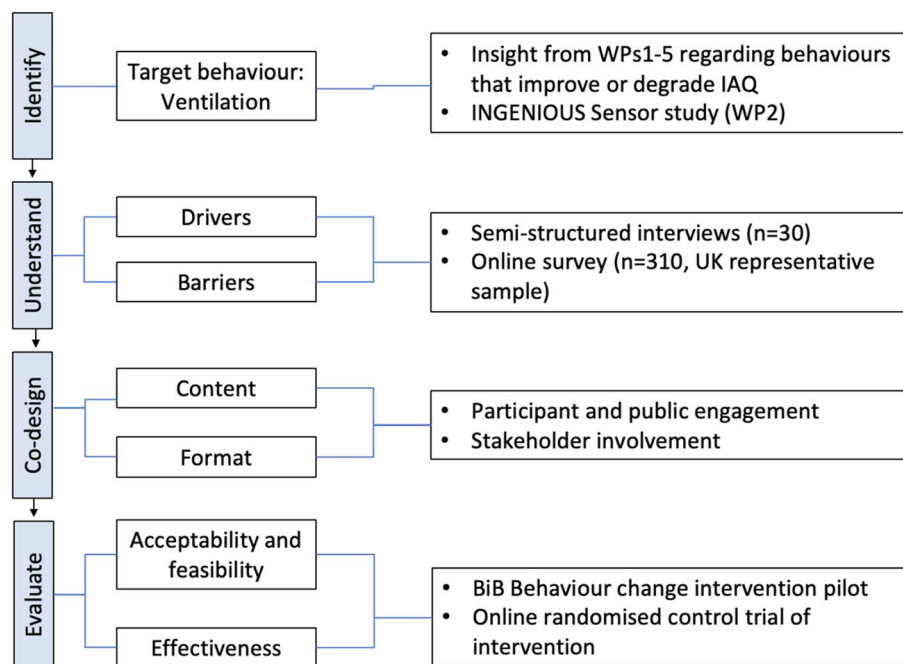 Identify
Target behaviour:
Ventilation
• Insight from WPs1-5 regarding behaviours
that improve or degrade IAQ
• INGENIOUS Sensor study (WP2)
Understand
Drivers
Barriers
• Semi-structured interviews (n=30)
• Online survey (n=310, UK representative
sample)
Co-design
Content
Format
• Participant and public engagement
• Stakeholder involvement
Evaluate
Acceptability and
feasibility
Effectiveness
• BiB Behaviour change intervention pilot
• Online randomised control trial of
intervention